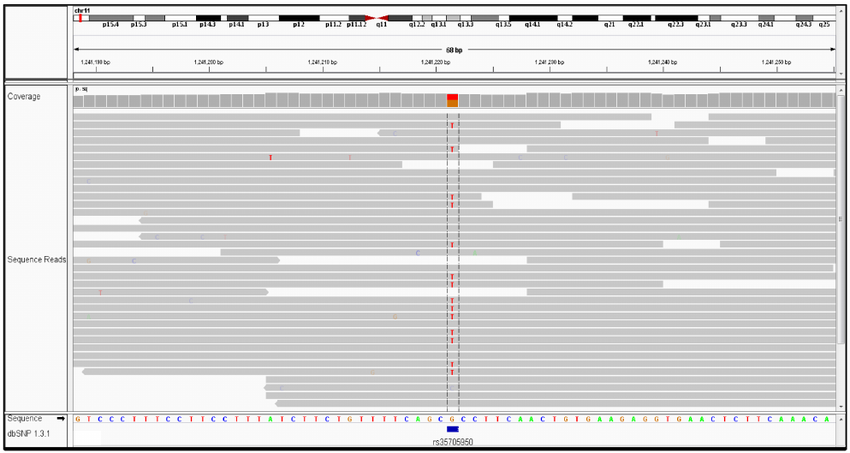 chr11
p15.4 p15.3 p15.1 p14.3 p14.1 p13 p12 p11.2 p11.12 q11 q12.2 q13.1 q13.3 q13.5 q14.1 q14.2 q21 q22.1 q22.3 q23.1 q23.3 q24.1 q24.3 q25
68 bp
1,241,190 bp 1,241,200 bp 1,241,210 bp 1,241,220 bp 1,241,230 bp 1,241,240 bp 1,241,250 bp
Coverage
T
T
T
T
T
T
T
C
Sequence Reads
T
T
T
T
T
T
G
T
T
T
T
T
Sequence
G T C C C T T T C C T T C C T T T A T C T T C T G T T T T C A G C G C C T T C A A C T G T G A A G A G G T G A A C T C T T C A A A C A
dbSNP 1.3.1
rs35705950